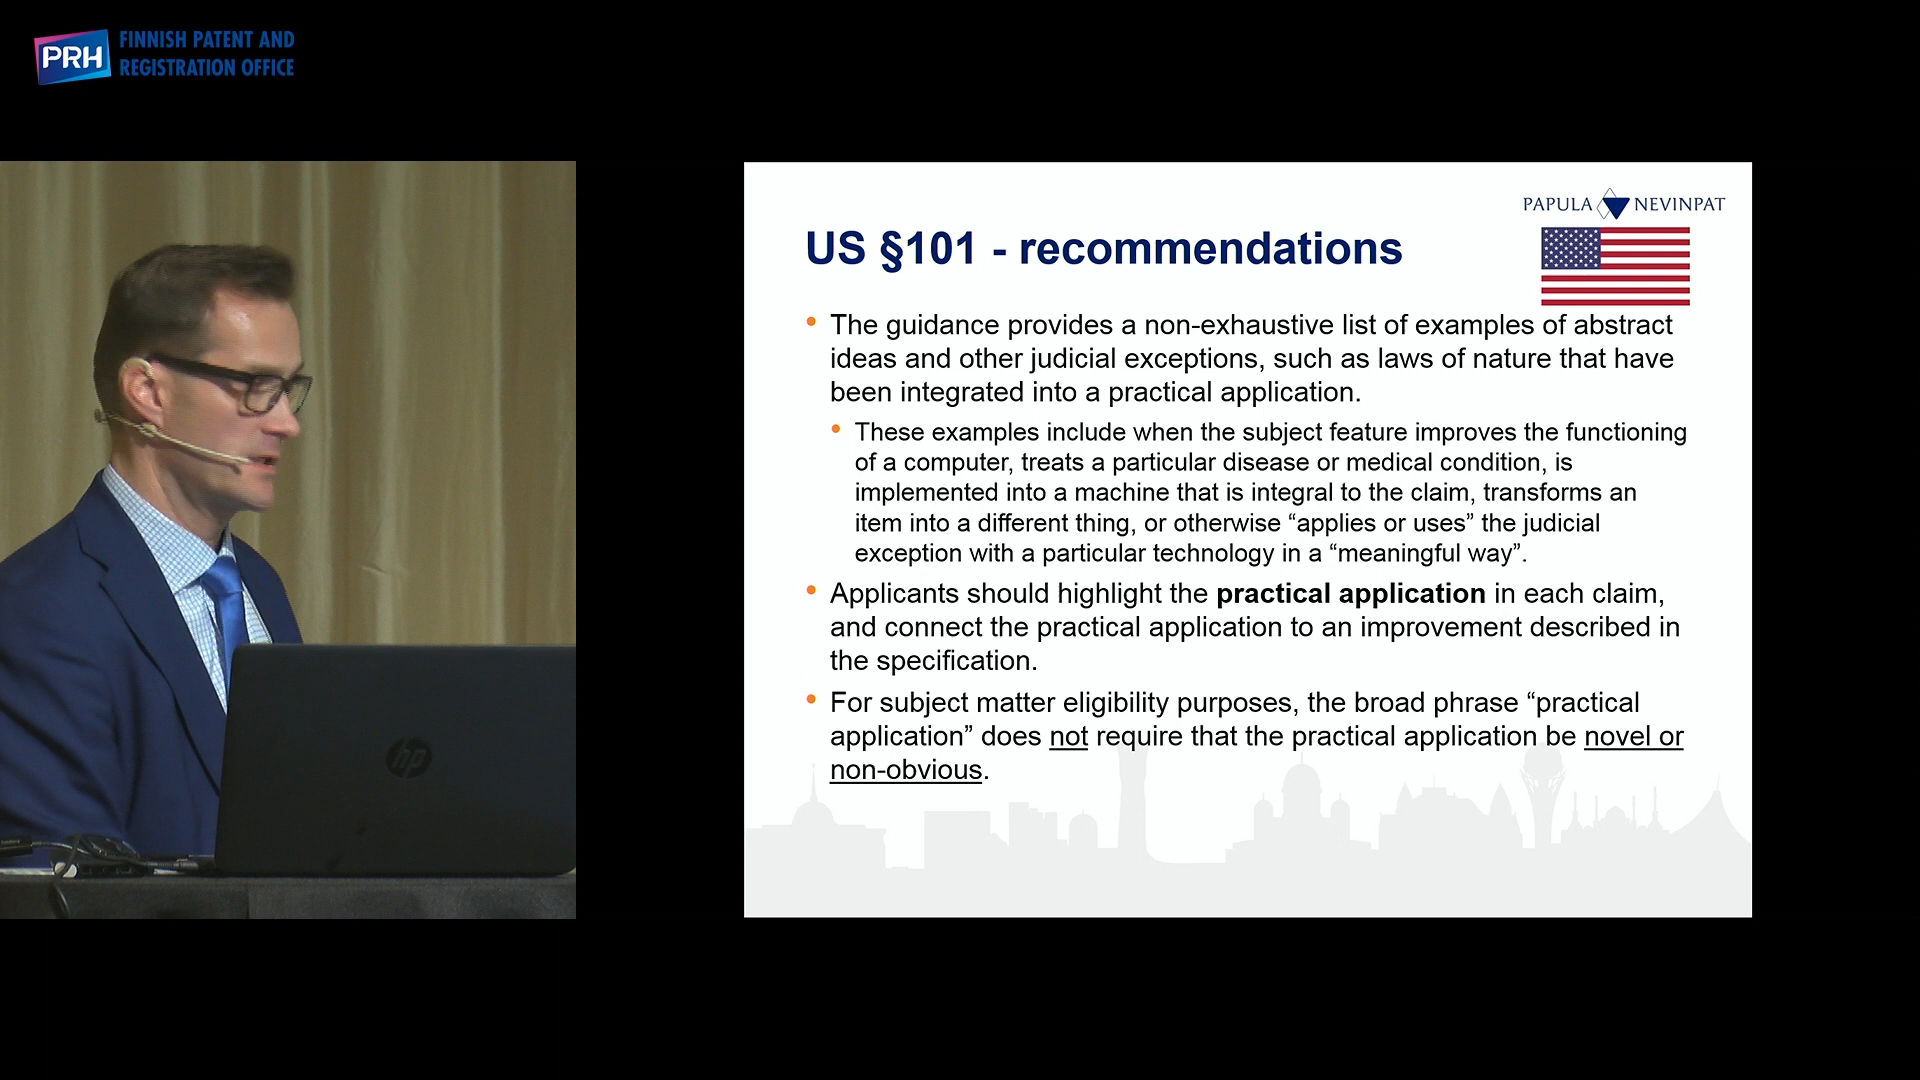 PRH
FINNISH PATENT AND
REGISTRATION OFFICE
PAPULA NEVINPAT
US §101 - recommendations
• The guidance provides a non-exhaustive list of examples of abstract
ideas and other judicial exceptions, such as laws of nature that have
been integrated into a practical application.
• These examples include when the subject feature improves the functioning
of a computer, treats a particular disease or medical condition, is
implemented into a machine that is integral to the claim, transforms an
item into a different thing, or otherwise “applies or uses” the judicial
exception with a particular technology in a “meaningful way”.
• Applicants should highlight the practical application in each claim,
and connect the practical application to an improvement described in
the specification.
• For subject matter eligibility purposes, the broad phrase “practical
application” does not require that the practical application be novel or
non-obvious.
hp